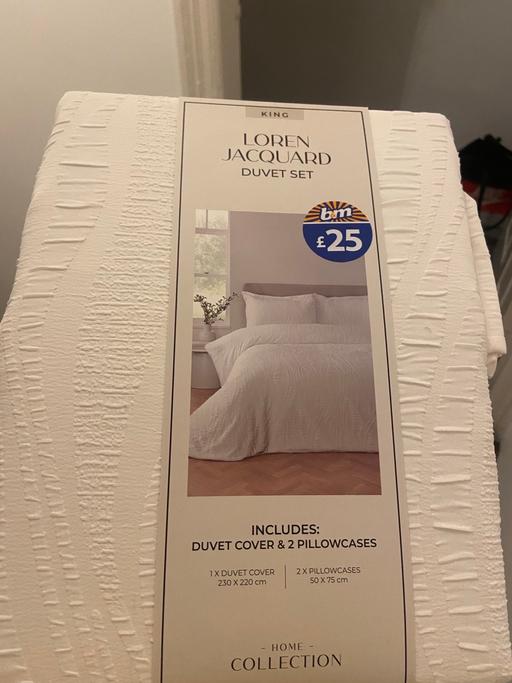 KING
LOREN
JACQUARD
DUVET SET
b&m
£25
INCLUDES:
DUVET COVER & 2 PILLOWCASES
1 X DUVET COVER
230 X 220 cm
2 X PILLOWCASES
50 X 75 cm
- HOME -
COLLECTION